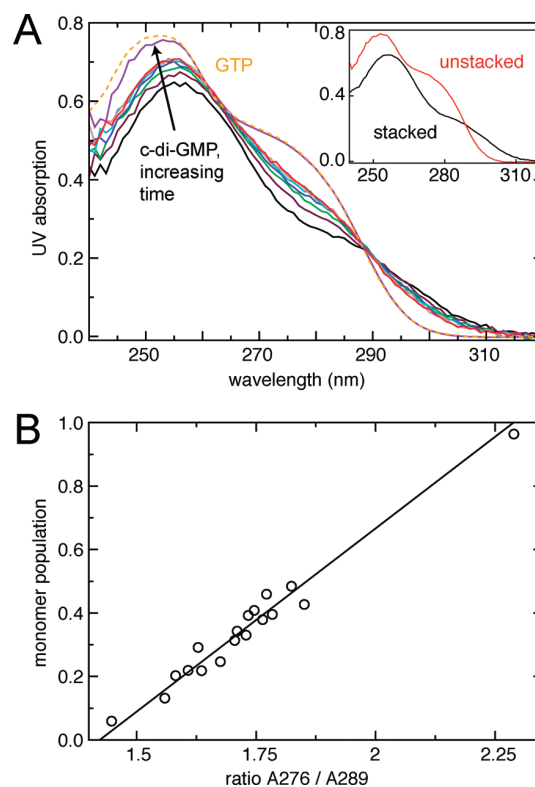 A
0.8
0.6
0.4
0.2
0.0
UV absorption
GTP
c-di-GMP,
increasing
time
250
270
290
310
wavelength (nm)
0.8
0.4
0.0
unstacked
stacked
250
280
310
B
1.0
0.8
0.6
0.4
0.2
0.0
monomer population
1.5
1.75
2
2.25
ratio A276 / A289